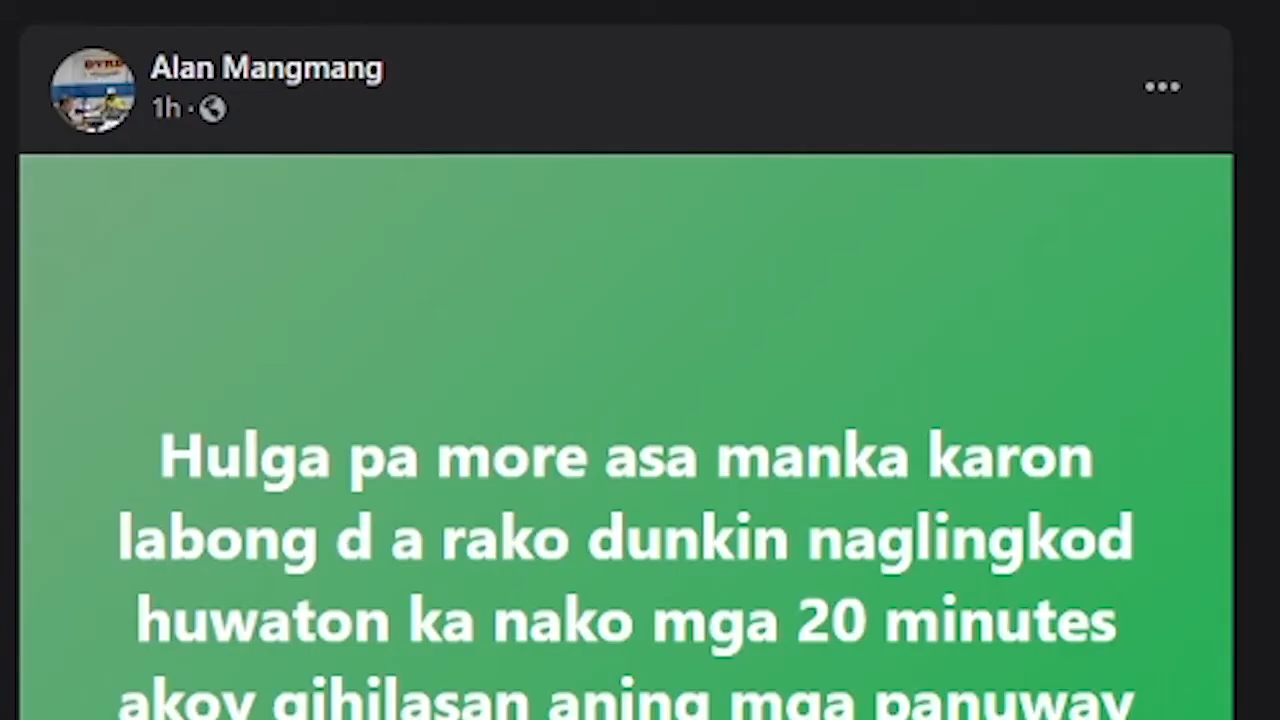 Alan Mangmang
1h ·
Hulga pa more asa manka karon
labong d a rako dunkin naglingkod
huwaton ka nako mga 20 minutes
akoy gihilasan aning mga panuway